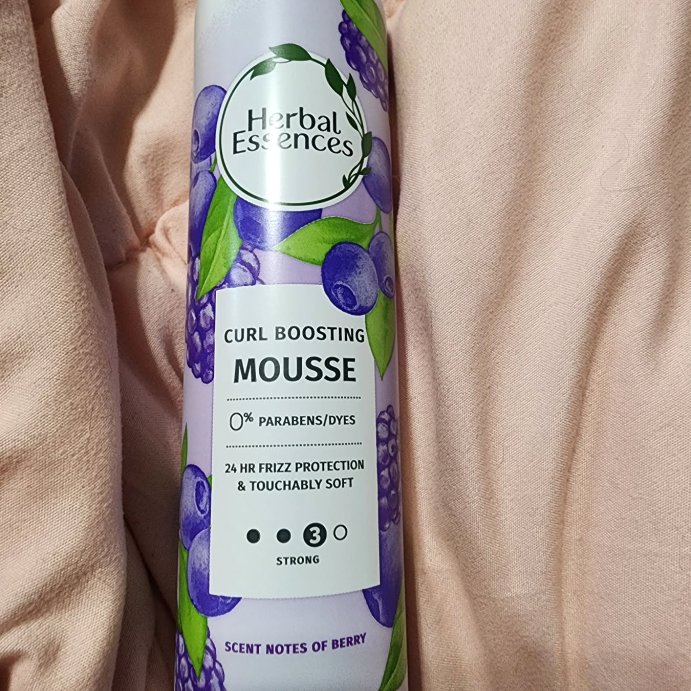 Herbal
Essences
CURL BOOSTING
MOUSSE
0% PARABENS/DYES
24 HR FRIZZ PROTECTION
& TOUCHABLY SOFT
3
STRONG
SCENT NOTES OF BERRY